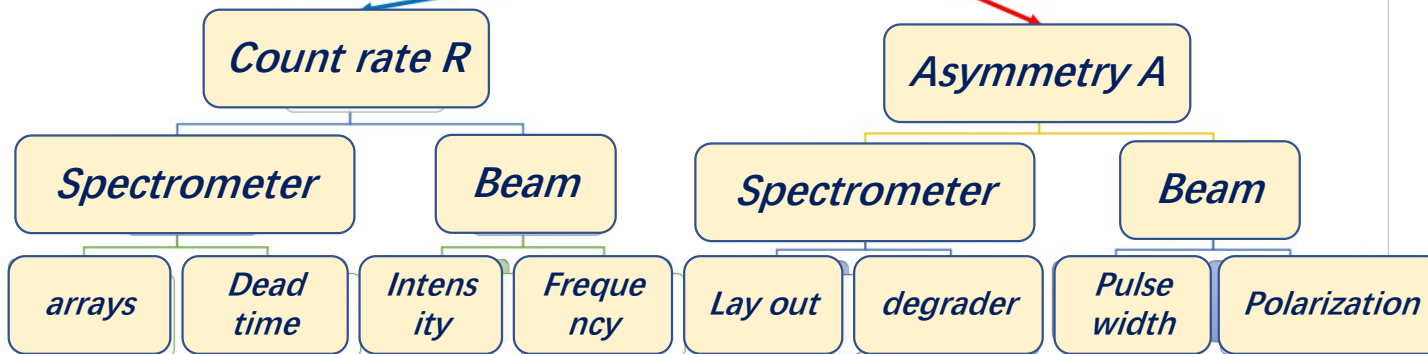 Count rate R
Asymmetry A
Spectrometer
Beam
Spectrometer
Beam
arrays
Dead
time
Intens
ity
Freque
ncy
Lay out
degrader
Pulse
width
Polarization